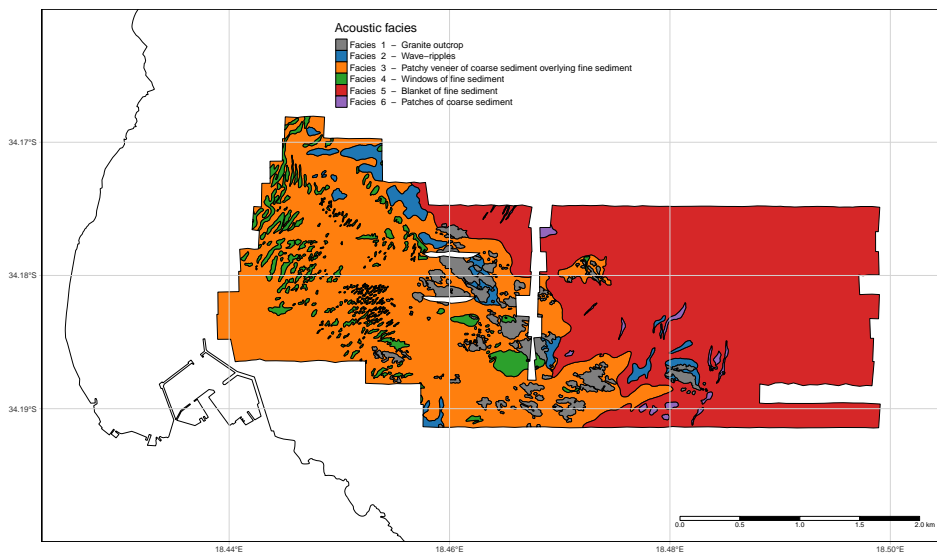 Acoustic facies
Facies 1 – Granite outcrop
Facies 2 – Wave–ripples
Facies 3 – Patchy veneer of coarse sediment overlying fine sediment
Facies 4 – Windows of fine sediment
Facies 5 – Blanket of fine sediment
Facies 6 – Patches of coarse sediment
34.17°S
34.18°S
34.19°S
0.0 0.5 1.0 1.5 2.0 km
18.44°E 18.46°E 18.48°E 18.50°E